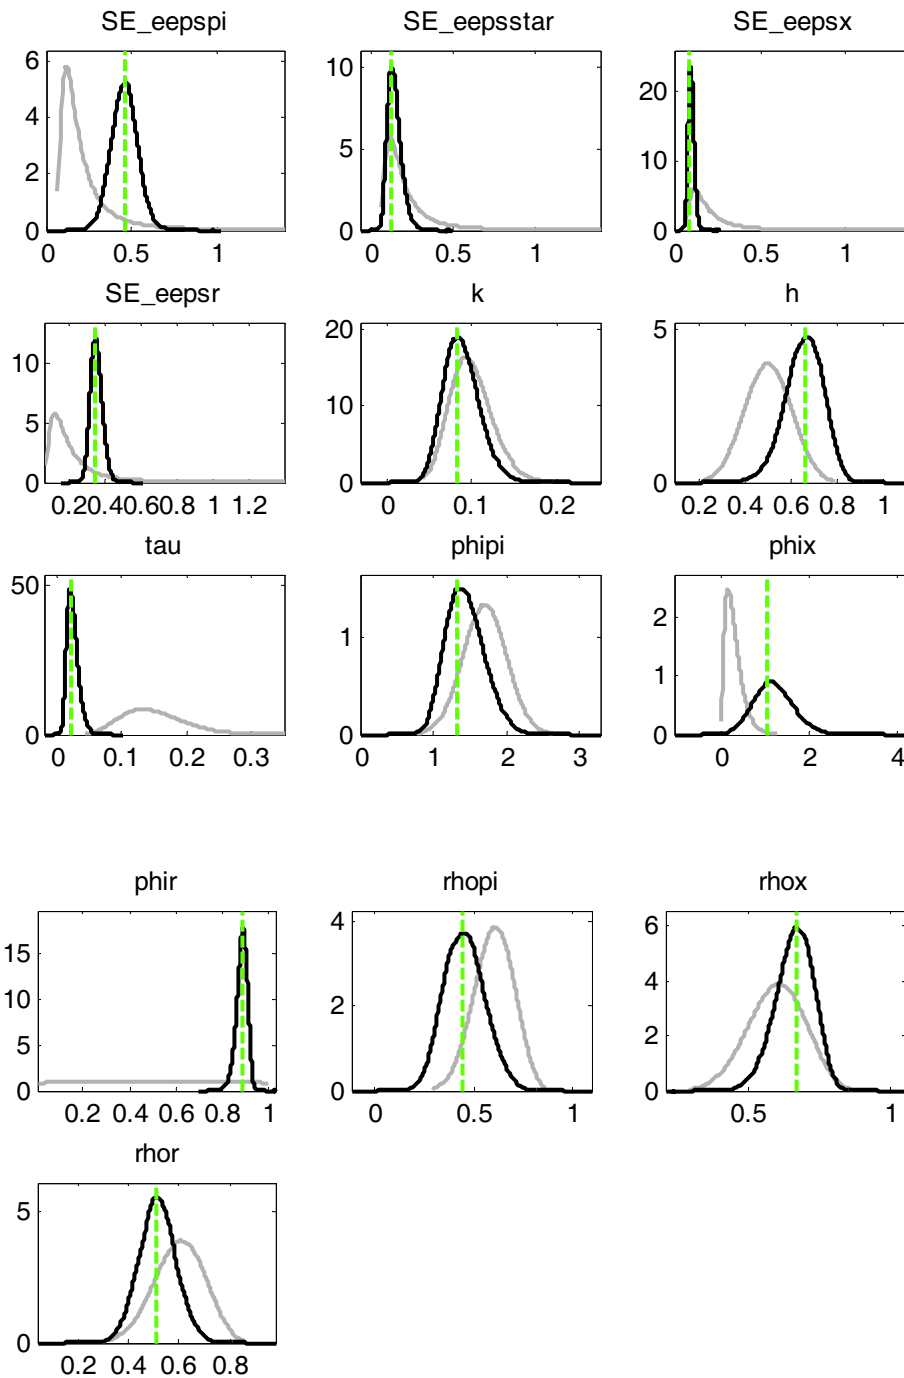 SE_eepspi SE_eepsstar SE_eepsx
6 4 2 0 10 5 0 20 10 0
0 0.5 1 0 0.5 1 0 0.5 1
SE_eepsr k h
10 5 0 20 10 0 5 0
0.2 0.4 0.6 0.8 1 1.2 0 0.1 0.2 0.2 0.4 0.6 0.8 1
tau phipi phix
50 0 1 0 2 1 0
0 0.1 0.2 0.3 0 1 2 3 0 2 4
phir rhopi rhox
15 10 5 0 4 2 0 6 4 2 0
0.2 0.4 0.6 0.8 1 0 0.5 1 0.5 1
rhor
5 0
0.2 0.4 0.6 0.8